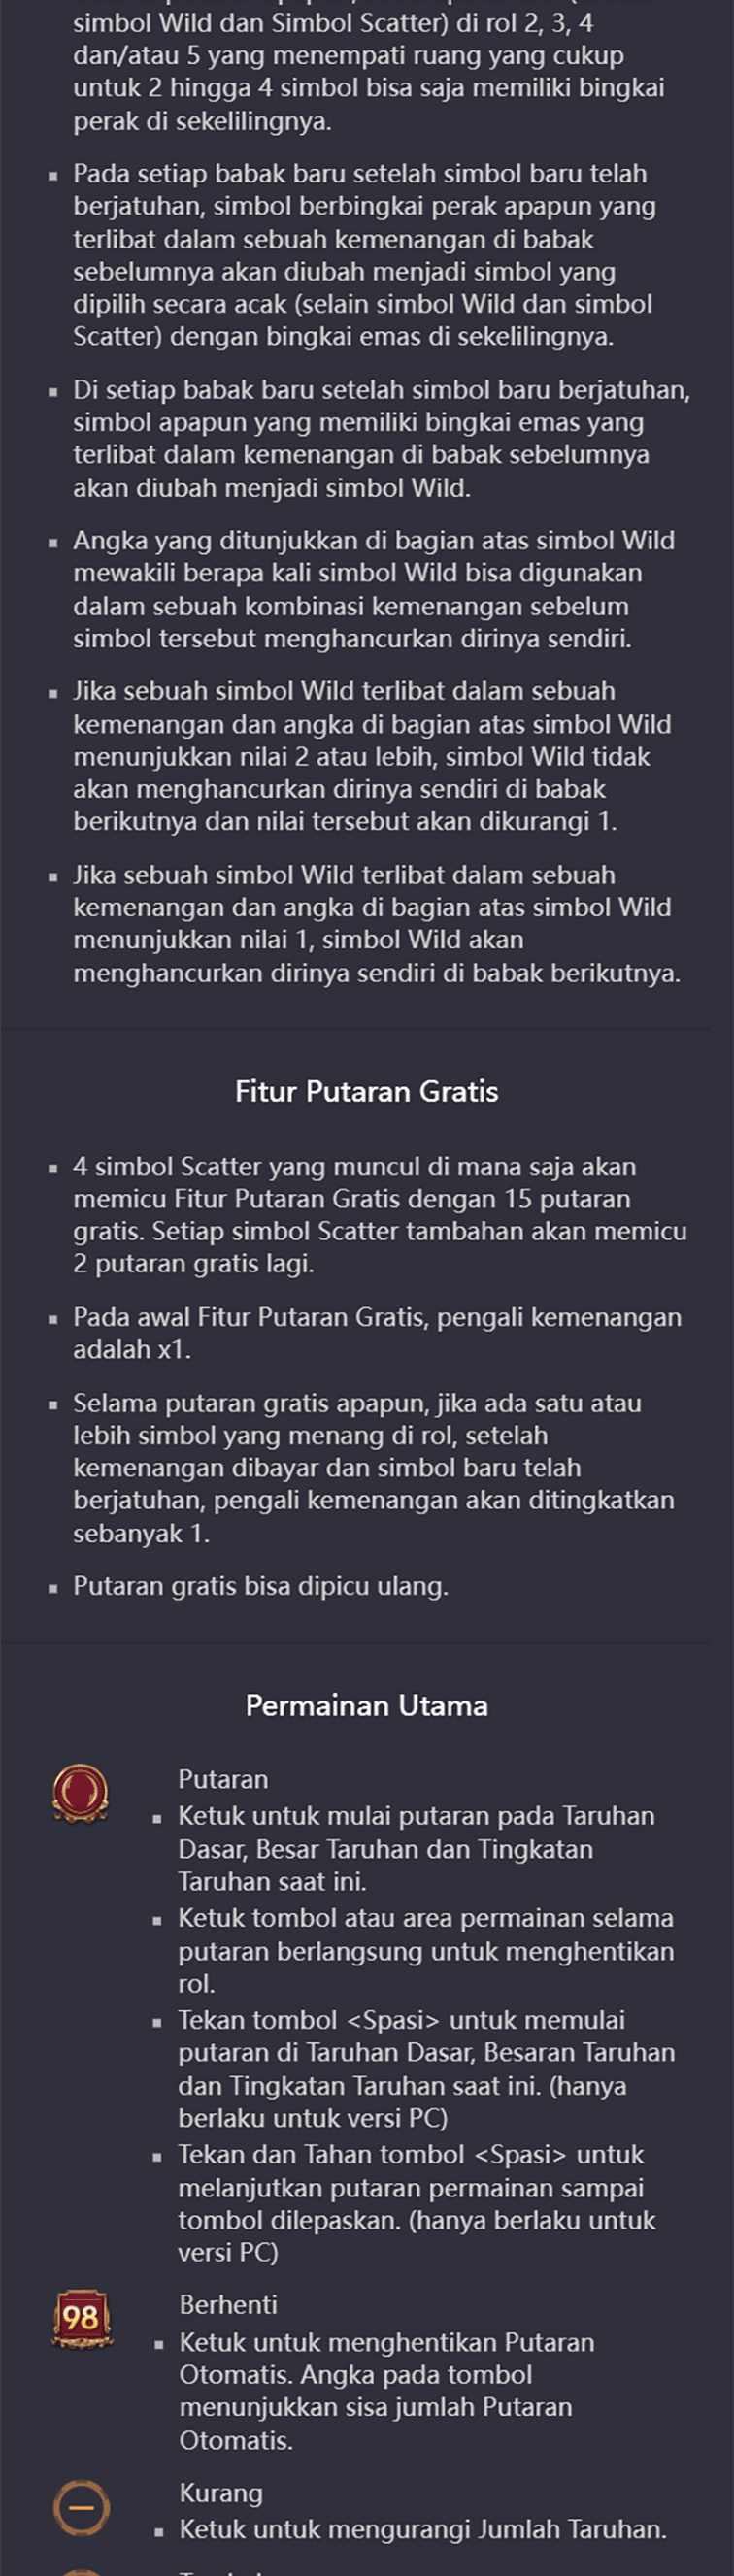 simbol Wild dan Simbol Scatter) di rol 2, 3, 4
dan/atau 5 yang menempati ruang yang cukup
untuk 2 hingga 4 simbol bisa saja memiliki bingkai
perak di sekelilingnya.
Pada setiap babak baru setelah simbol baru telah
berjatuhan, simbol berbingkai perak apapun yang
terlibat dalam sebuah kemenangan di babak
sebelumnya akan diubah menjadi simbol yang
dipilih secara acak (selain simbol Wild dan simbol
Scatter) dengan bingkai emas di sekelilingnya.
Di setiap babak baru setelah simbol baru berjatuhan,
simbol apapun yang memiliki bingkai emas yang
terlibat dalam kemenangan di babak sebelumnya
akan diubah menjadi simbol Wild.
Angka yang ditunjukkan di bagian atas simbol Wild
mewakili berapa kali simbol Wild bisa digunakan
dalam sebuah kombinasi kemenangan sebelum
simbol tersebut menghancurkan dirinya sendiri.
Jika sebuah simbol Wild terlibat dalam sebuah
kemenangan dan angka di bagian atas simbol Wild
menunjukkan nilai 2 atau lebih, simbol Wild tidak
akan menghancurkan dirinya sendiri di babak
berikutnya dan nilai tersebut akan dikurangi 1.
Jika sebuah simbol Wild terlibat dalam sebuah
kemenangan dan angka di bagian atas simbol Wild
menunjukkan nilai 1, simbol Wild akan
menghancurkan dirinya sendiri di babak berikutnya.
Fitur Putaran Gratis
4 simbol Scatter yang muncul di mana saja akan
memicu Fitur Putaran Gratis dengan 15 putaran
gratis. Setiap simbol Scatter tambahan akan memicu
2 putaran gratis lagi.
Pada awal Fitur Putaran Gratis, pengali kemenangan
adalah x1.
Selama putaran gratis apapun, jika ada satu atau
lebih simbol yang menang di rol, setelah
kemenangan dibayar dan simbol baru telah
berjatuhan, pengali kemenangan akan ditingkatkan
sebanyak 1.
Putaran gratis bisa dipicu ulang.
Permainan Utama
Putaran
Ketuk untuk mulai putaran pada Taruhan
Dasar, Besar Taruhan dan Tingkatan
Taruhan saat ini.
Ketuk tombol atau area permainan selama
putaran berlangsung untuk menghentikan
rol.
Tekan tombol <Spasi> untuk memulai
putaran di Taruhan Dasar, Besaran Taruhan
dan Tingkatan Taruhan saat ini. (hanya
berlaku untuk versi PC)
Tekan dan Tahan tombol <Spasi> untuk
melanjutkan putaran permainan sampai
tombol dilepaskan. (hanya berlaku untuk
versi PC)
98
Berhenti
Ketuk untuk menghentikan Putaran
Otomatis. Angka pada tombol
menunjukkan sisa jumlah Putaran
Otomatis.
Kurang
Ketuk untuk mengurangi Jumlah Taruhan.